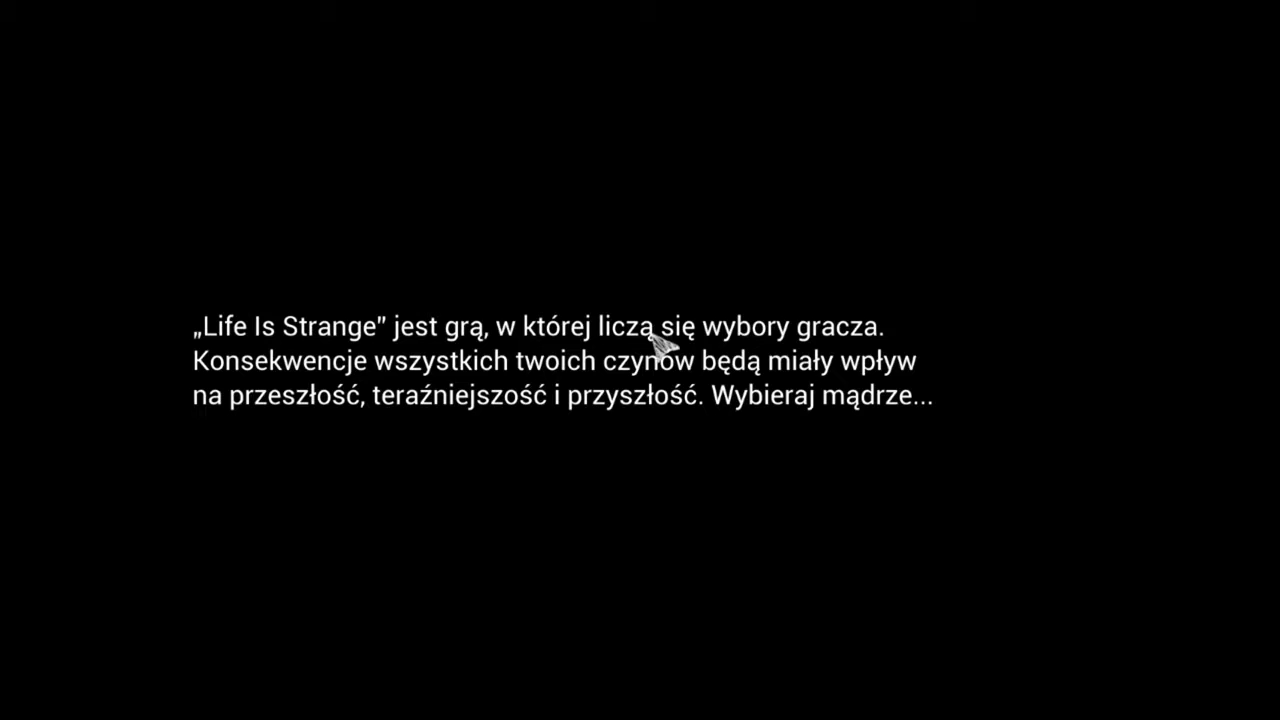 „Life Is Strange” jest grą, w której liczą się wybory gracza.
Konsekwencje wszystkich twoich czynów będą miały wpływ
na przeszłość, teraźniejszość i przyszłość. Wybieraj mądrze...